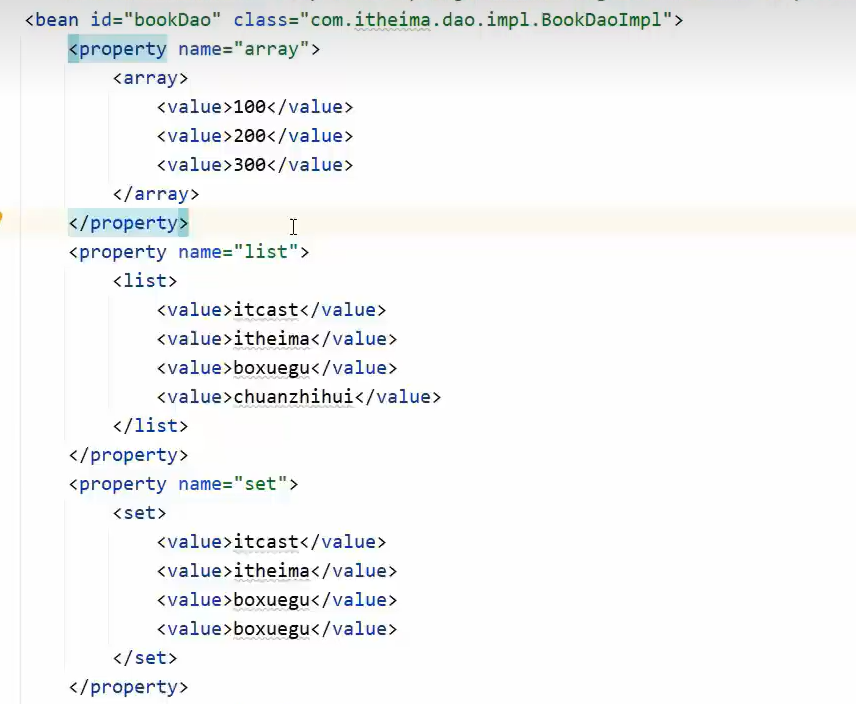 <bean id="bookDao" class="com.itheima.dao.impl.BookDaoImpl">
<property name="array">
<array>
<value>100</value>
<value>200</value>
<value>300</value>
</array>
</property>
<property name="list">
<list>
<value>itcast</value>
<value>itheima</value>
<value>boxuegu</value>
<value>chuanzhihui</value>
</list>
</property>
<property name="set">
<set>
<value>itcast</value>
<value>itheima</value>
<value>boxuegu</value>
<value>boxuegu</value>
</set>
</property>